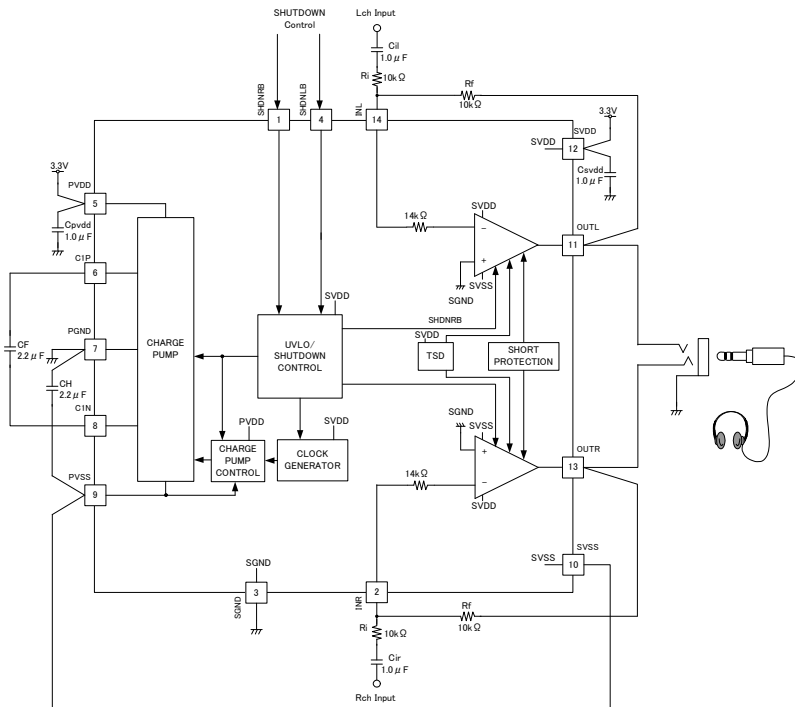 SHUTDOWN
Control
Lch Input
Cil
1.0μF
Ri
10kΩ
Rf
10kΩ
SHDNRB
SHDNLB
INL
1
4
14
3.3V
SVDD
SVDD
12
Csvdd
1.0μF
3.3V
PVDD
5
Cpvdd
1.0μF
C1P
6
14kΩ
SVDD
−
+
SVSS
SGND
OUTL
11
CHARGE
PUMP
SVDD
UVLO/
SHUTDOWN
CONTROL
SHDNRB
SVDD
TSD
SHORT
PROTECTION
PGND
7
CF
2.2μF
CH
2.2μF
C1N
8
PVDD
CHARGE
PUMP
CONTROL
SVDD
CLOCK
GENERATOR
SGND
SVSS
+
−
SVDD
14kΩ
OUTR
13
PVSS
9
SVSS
SVSS
10
SGND
3
SGND
2
INR
Rf
10kΩ
Ri
10kΩ
Cir
1.0μF
Rch Input